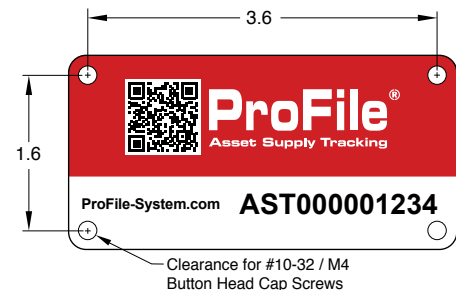 3.6
ProFile®
Asset Supply Tracking
1.6
ProFile-System.com AST000001234
Clearance for #10-32 / M4
Button Head Cap Screws